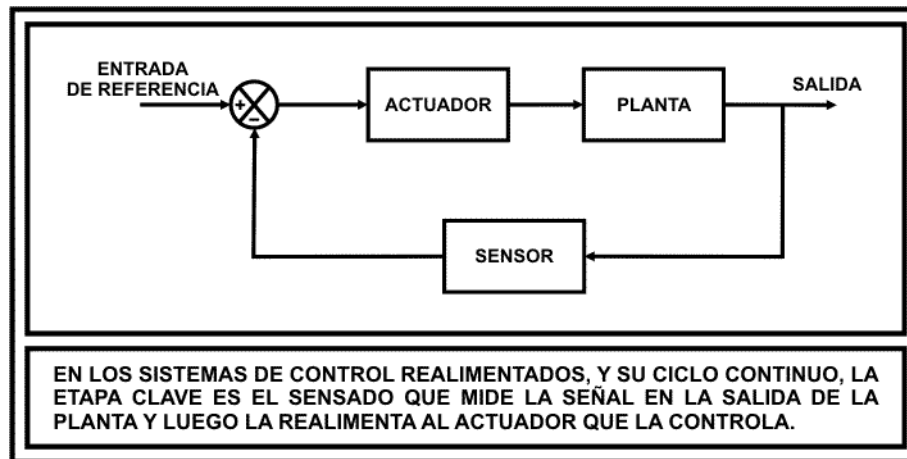 ENTRADA
DE REFERENCIA
+
−
ACTUADOR
PLANTA
SALIDA
SENSOR
EN LOS SISTEMAS DE CONTROL REALIMENTADOS, Y SU CICLO CONTINUO, LA
ETAPA CLAVE ES EL SENSADO QUE MIDE LA SEÑAL EN LA SALIDA DE LA
PLANTA Y LUEGO LA REALIMENTA AL ACTUADOR QUE LA CONTROLA.